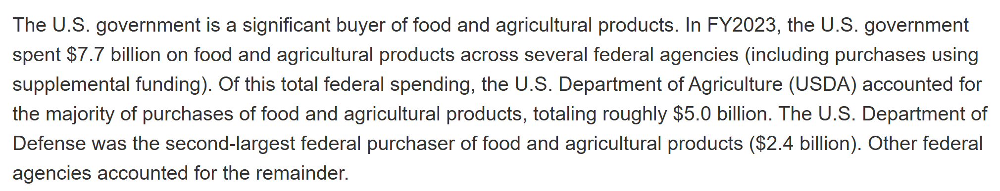 The U.S. government is a significant buyer of food and agricultural products. In FY2023, the U.S. government
spent $7.7 billion on food and agricultural products across several federal agencies (including purchases using
supplemental funding). Of this total federal spending, the U.S. Department of Agriculture (USDA) accounted for
the majority of purchases of food and agricultural products, totaling roughly $5.0 billion. The U.S. Department of
Defense was the second-largest federal purchaser of food and agricultural products ($2.4 billion). Other federal
agencies accounted for the remainder.